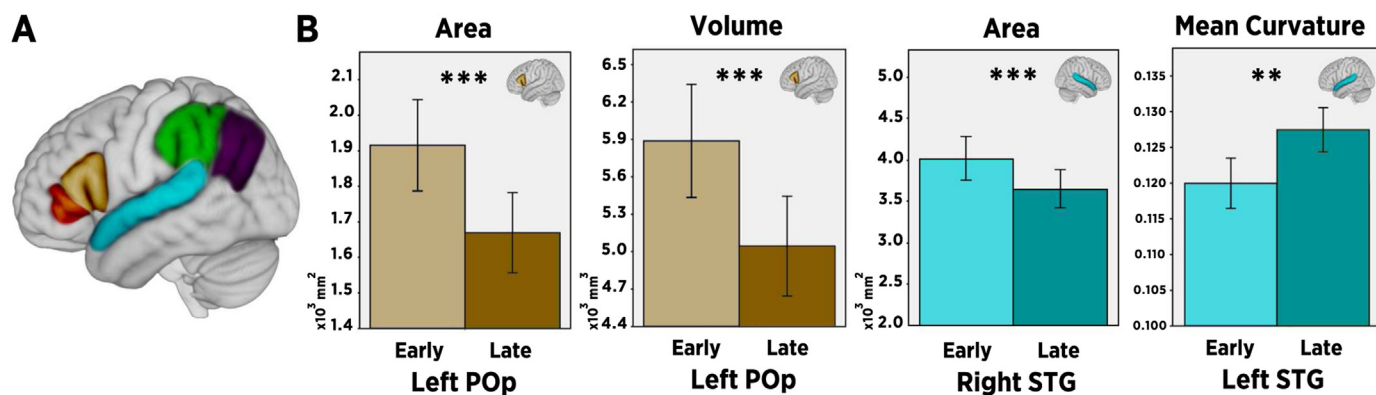 A
B
Area
***
2.1
2.0
1.9
1.8
1.7
1.6
1.5
1.4
x10³ mm²
Early Late
Left POp
Volume
***
6.5
6.2
5.9
5.6
5.3
5.0
4.7
4.4
x10³ mm³
Early Late
Left POp
Area
***
5.0
4.5
4.0
3.5
3.0
2.5
2.0
x10³ mm²
Early Late
Right STG
Mean Curvature
**
0.135
0.130
0.125
0.120
0.115
0.110
0.105
0.100
Early Late
Left STG